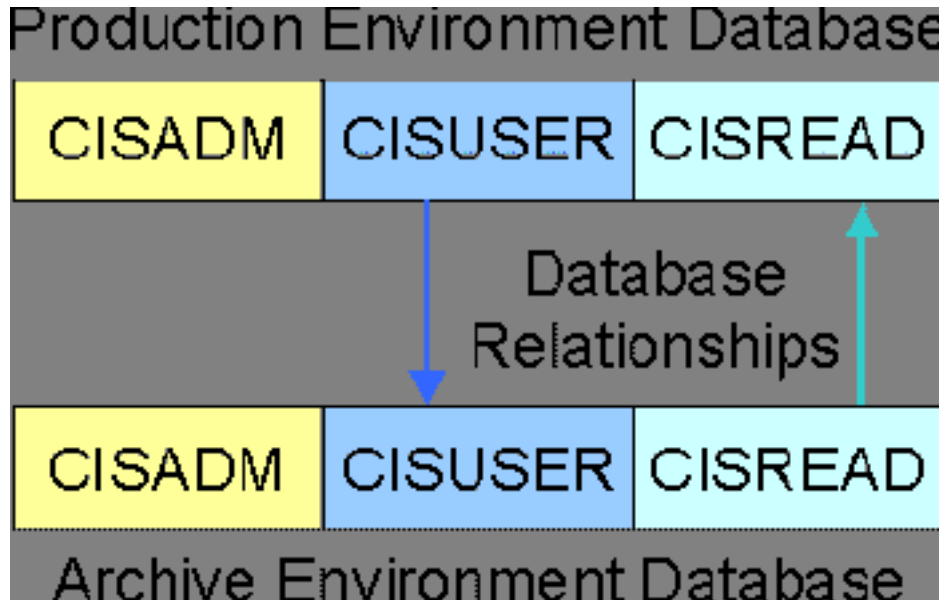 Production Environment Database
CISADM CISUSER CISREAD
Database
Relationships
CISADM CISUSER CISREAD
Archive Environment Database